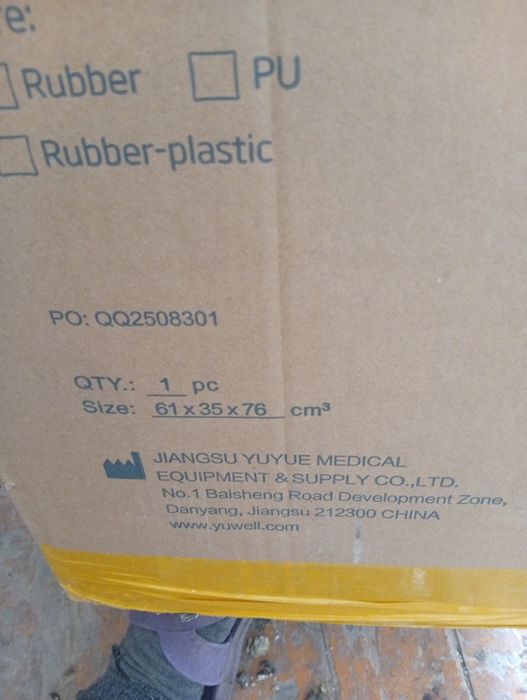 e:
Rubber PU
Rubber-plastic
PO: QQ2508301
QTY.: 1 pc
Size: 61 x 35 x 76 cm³
JIANGSU YUYUE MEDICAL
EQUIPMENT & SUPPLY CO.,LTD.
No.1 Baisheng Road Development Zone,
Danyang, Jiangsu 212300 CHINA
www.yuwell.com